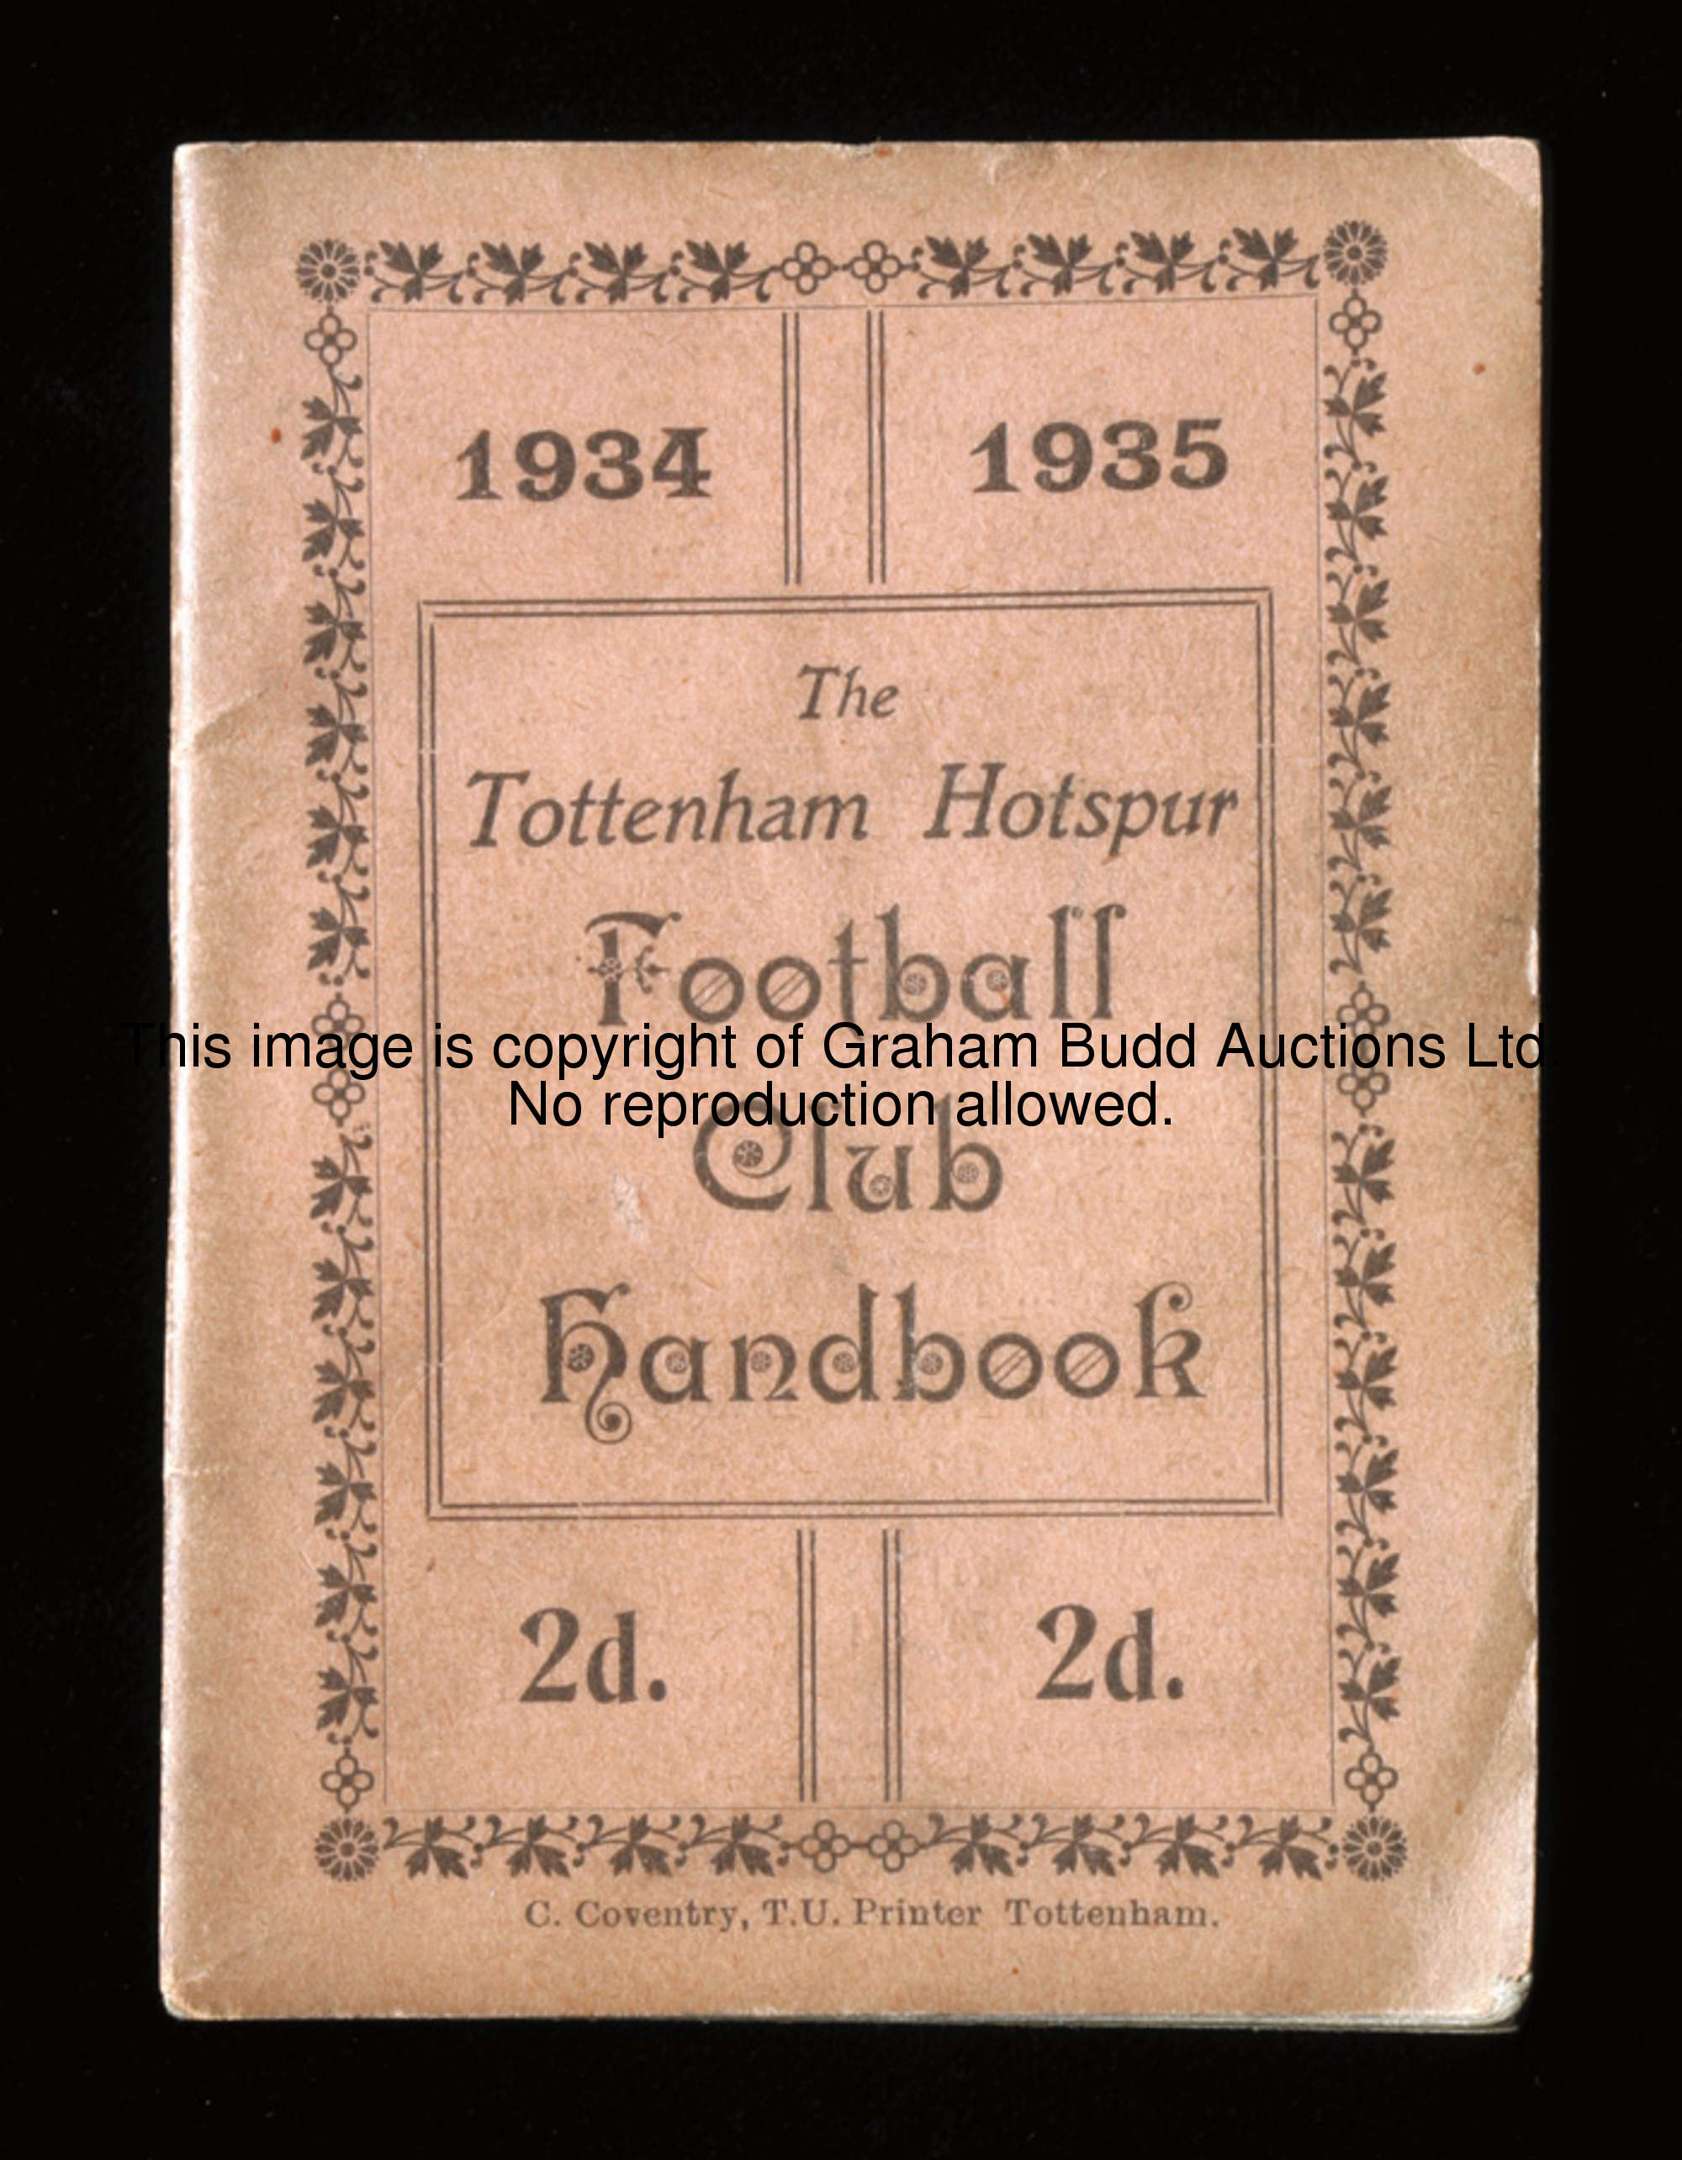 1934 1935
The
Tottenham Hotspur
Football
This image is copyright of Graham Budd Auctions Ltd.
No reproduction allowed.
Club
Handbook
2d. 2d.
C. Coventry, T.U. Printer Tottenham.